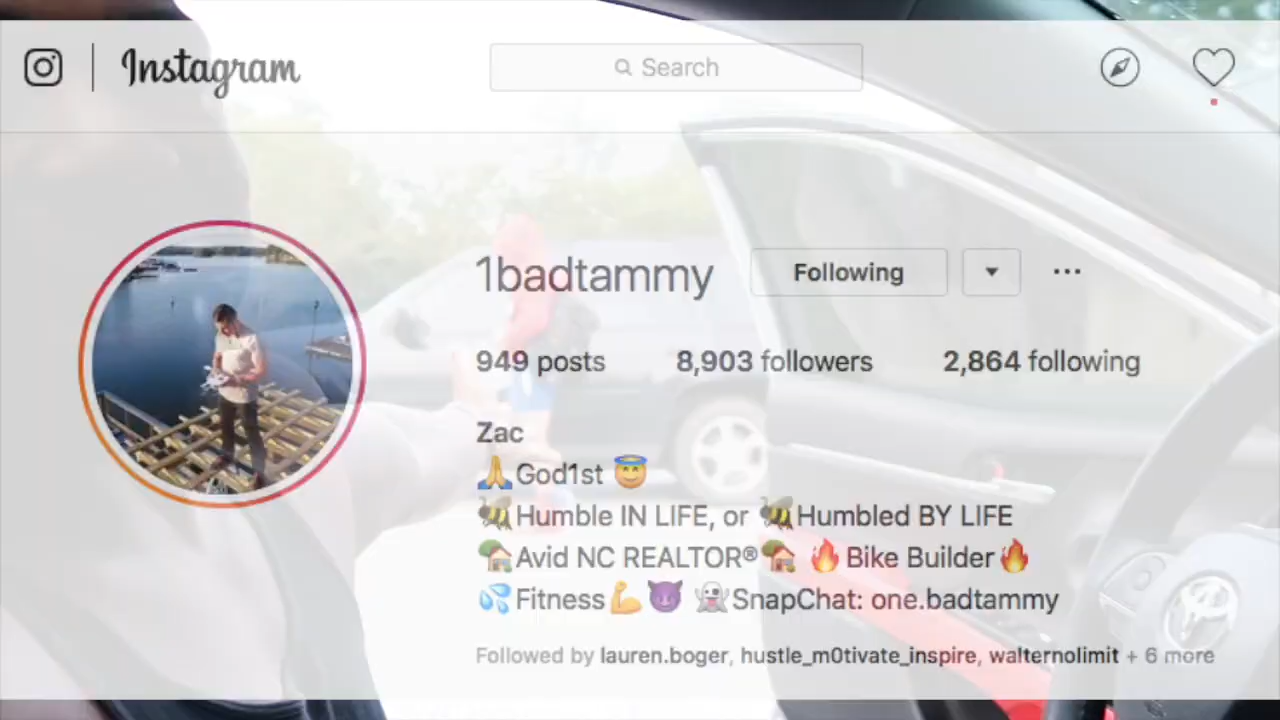 Instagram
Search
1badtammy Following ▼ ···
949 posts 8,903 followers 2,864 following
Zac
🙏God1st 😇
🐝Humble IN LIFE, or 🐝Humbled BY LIFE
🏡Avid NC REALTOR®🏡 🔥Bike Builder🔥
💦Fitness💪😈 👻SnapChat: one.badtammy
Followed by lauren.boger, hustle_m0tivate_inspire, walternolimit + 6 more